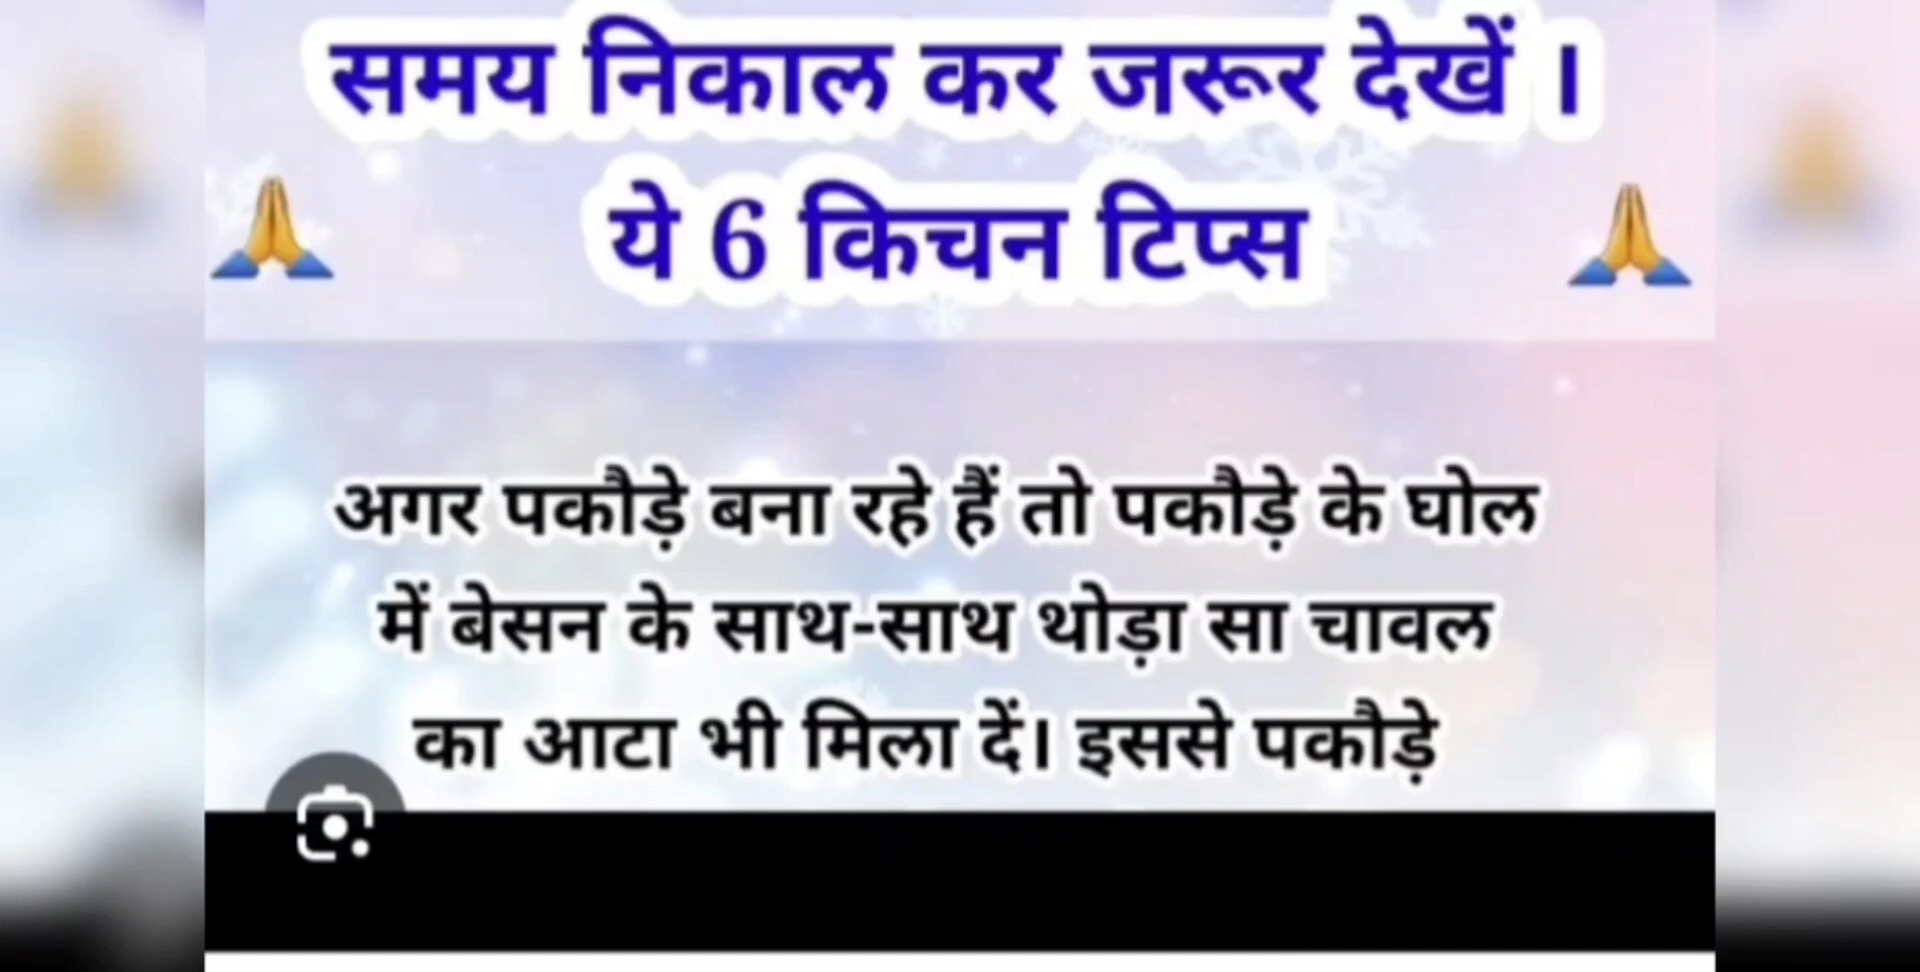 समय निकाल कर जरूर देखें ।
ये 6 किचन टिप्स
अगर पकौड़े बना रहे हैं तो पकौड़े के घोल
में बेसन के साथ-साथ थोड़ा सा चावल
का आटा भी मिला दें। इससे पकौड़े